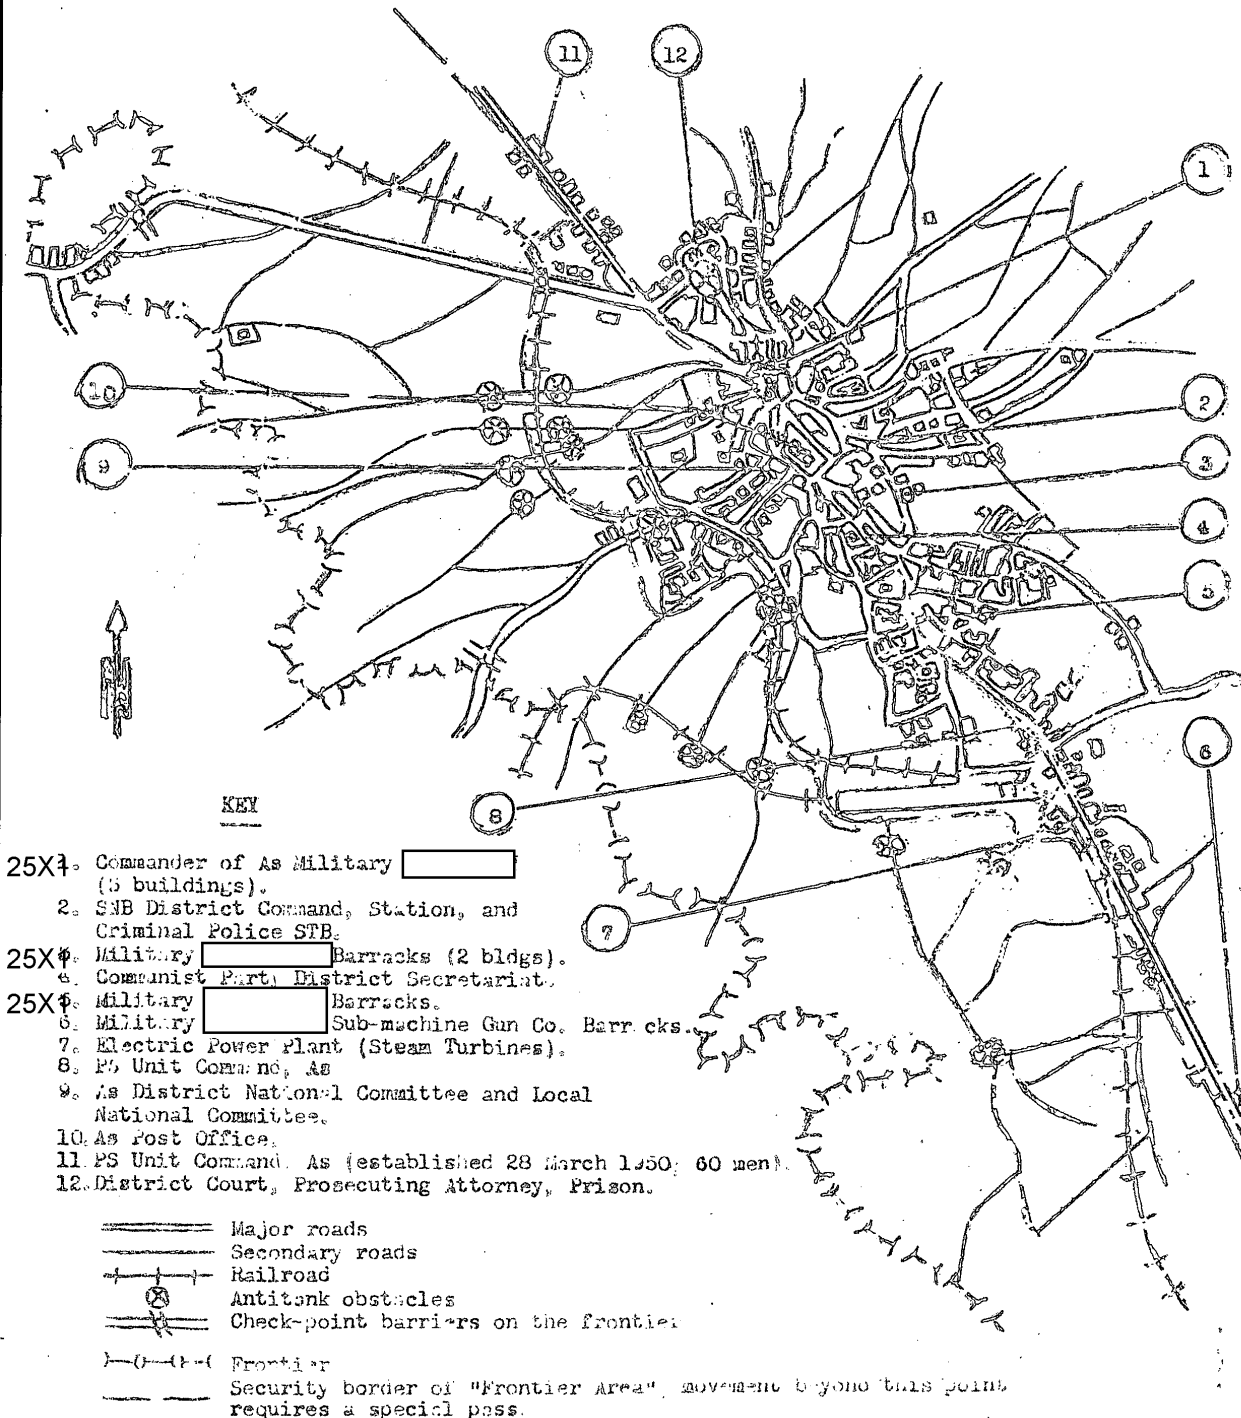 11
12
1
2
3
4
5
6
7
8
9
10
KEY
25X1. Commander of As Military
(5 buildings).
2. SNB District Command, Station, and
Criminal Police STB.
25X1 Military Barracks (2 bldgs).
4. Communist Party District Secretariat.
25X1 5. Military Barracks.
6. Military Sub-machine Gun Co. Barracks.
7. Electric Power Plant (Steam Turbines).
8. PS Unit Command, As
9. As District National Committee and Local
National Committee.
10. As Post Office.
11. PS Unit Command As (established 28 March 1950; 60 men).
12. District Court, Prosecuting Attorney, Prison.
Major roads
Secondary roads
Railroad
Antitank obstacles
Check-point barriers on the frontier
Frontier
Security border of "Frontier Area", movement beyond this point
requires a special pass.